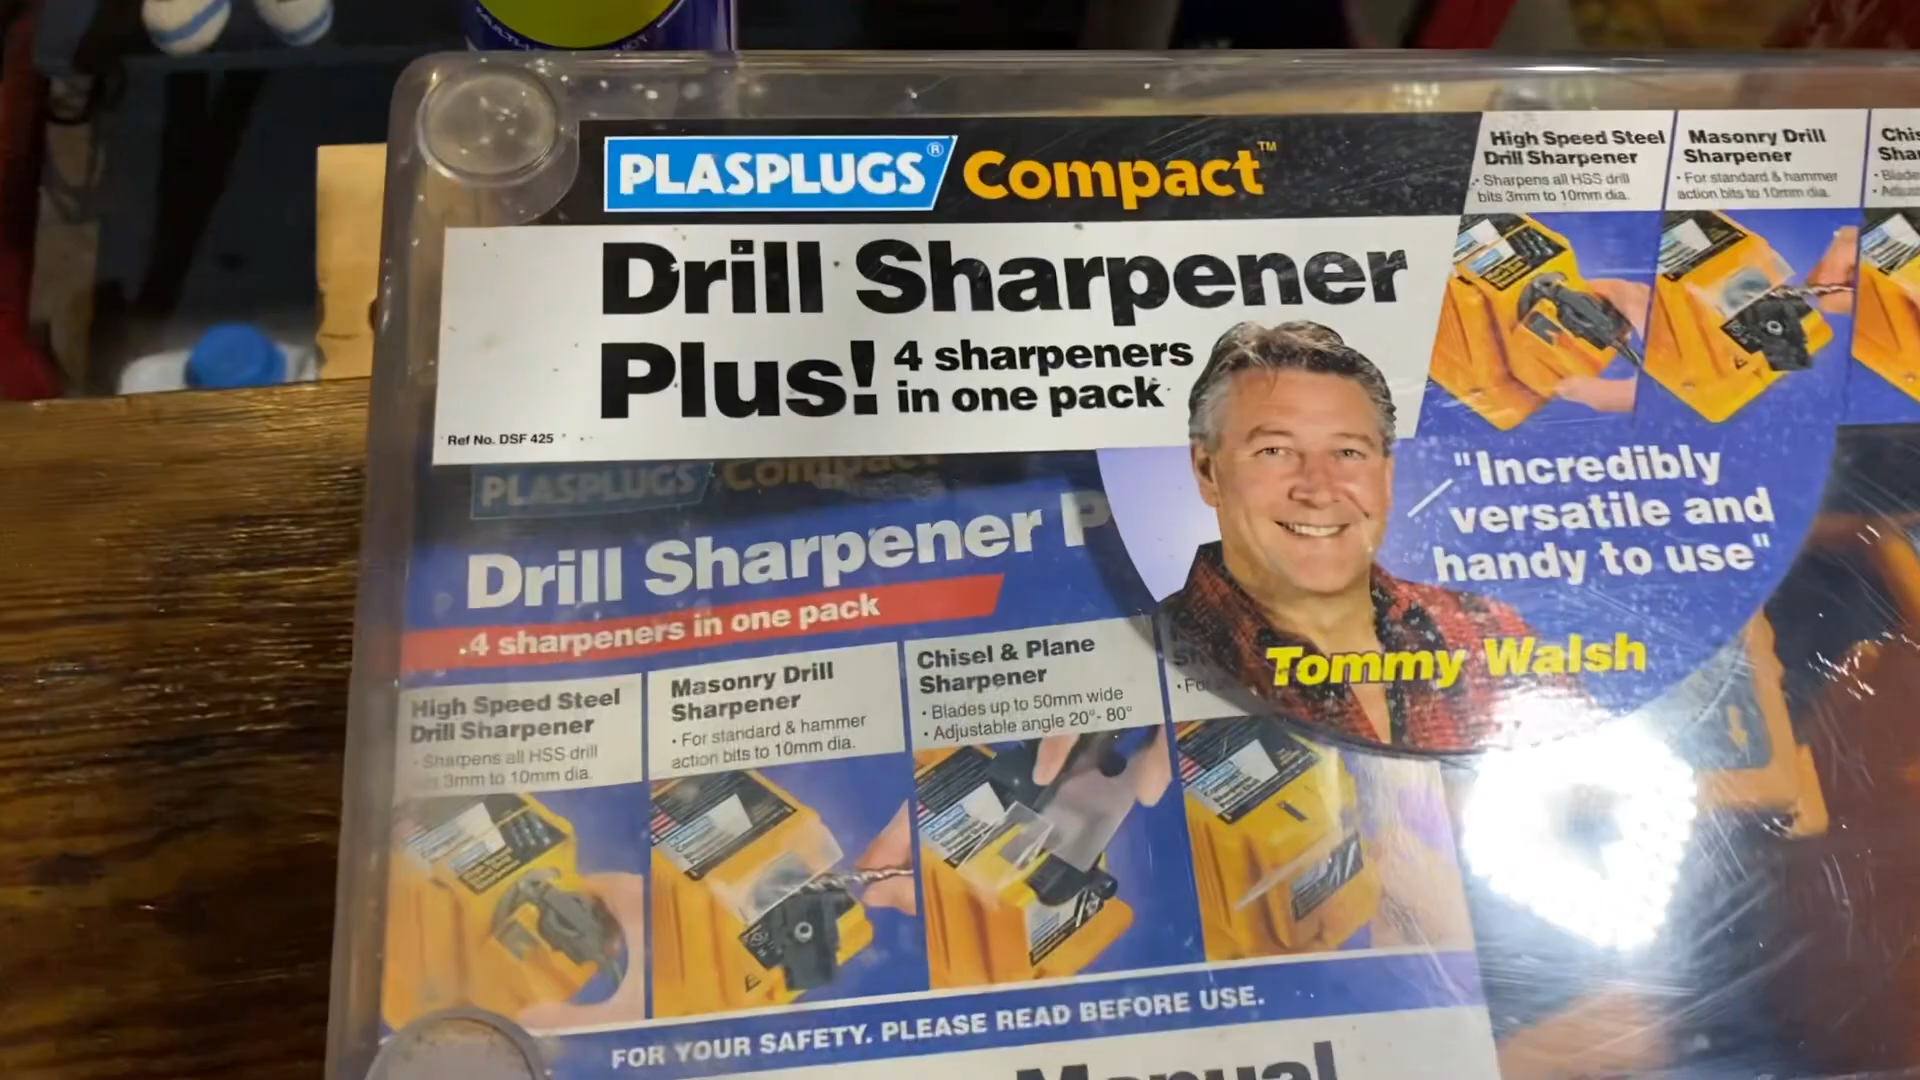 PLASPLUGS® Compact™
Drill Sharpener
Plus! 4 sharpeners
in one pack
Ref No. DSF 425
High Speed Steel
Drill Sharpener
• Sharpens all HSS drill
bits 3mm to 10mm dia.
Masonry Drill
Sharpener
• For standard & hammer
action bits to 10mm dia.
"Incredibly
versatile and
handy to use"
Tommy Walsh
PLASPLUGS Compact
Drill Sharpener P
4 sharpeners in one pack
High Speed Steel
Drill Sharpener
• Sharpens all HSS drill
3mm to 10mm dia.
Masonry Drill
Sharpener
• For standard & hammer
action bits to 10mm dia.
Chisel & Plane
Sharpener
• Blades up to 50mm wide
• Adjustable angle 20°- 80°
FOR YOUR SAFETY. PLEASE READ BEFORE USE.
Manual